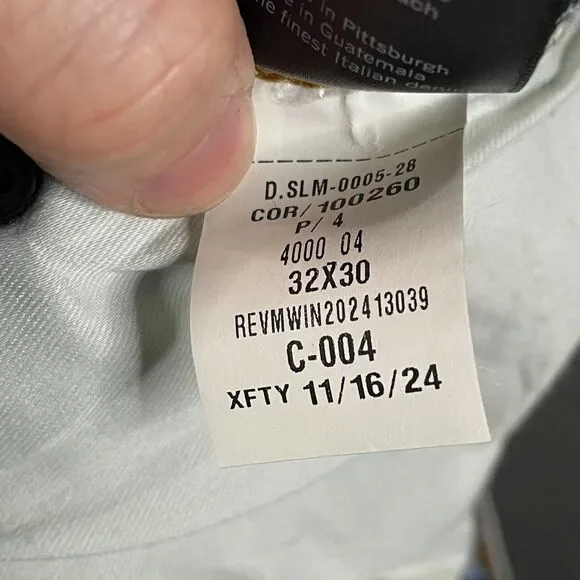 ach
in Pittsburgh
in Guatemala
finest Italian
D.SLM-0005-28
COR/100260
P/ 4
4000 04
32X30
REVMWIN202413039
C-004
XFTY 11/16/24